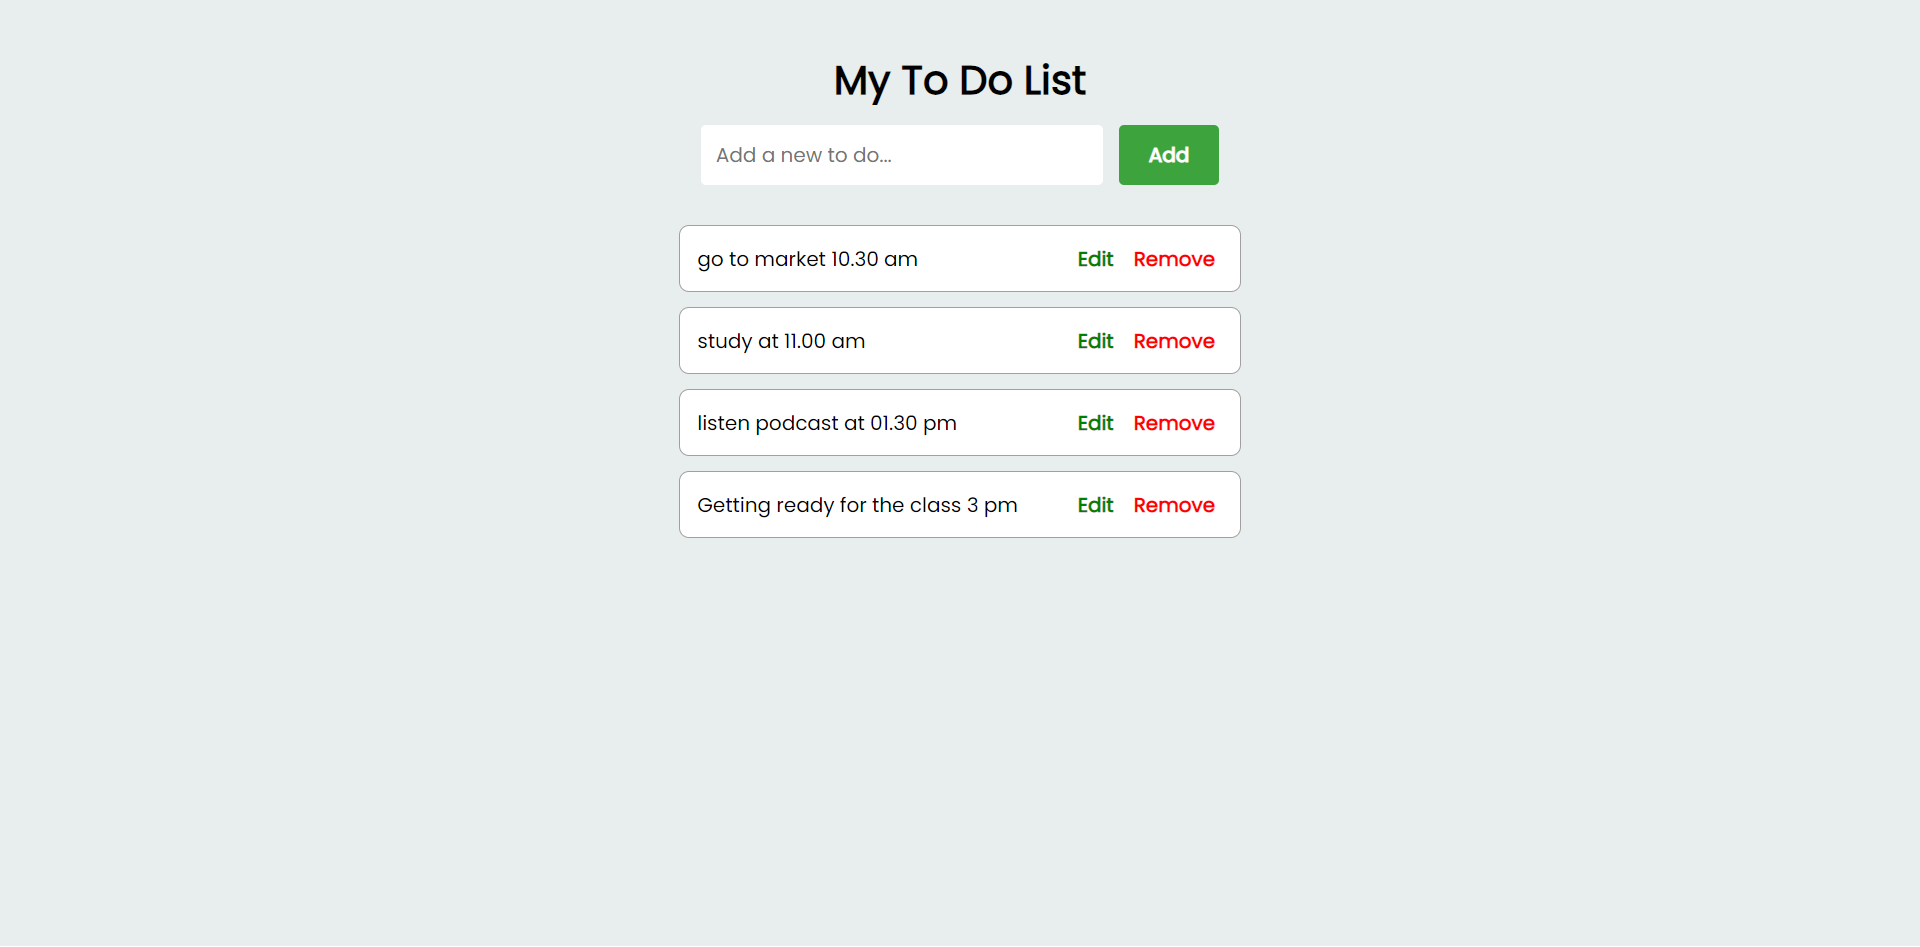 My To Do List
Add a new to do... Add
go to market 10.30 am Edit Remove
study at 11.00 am Edit Remove
listen podcast at 01.30 pm Edit Remove
Getting ready for the class 3 pm Edit Remove